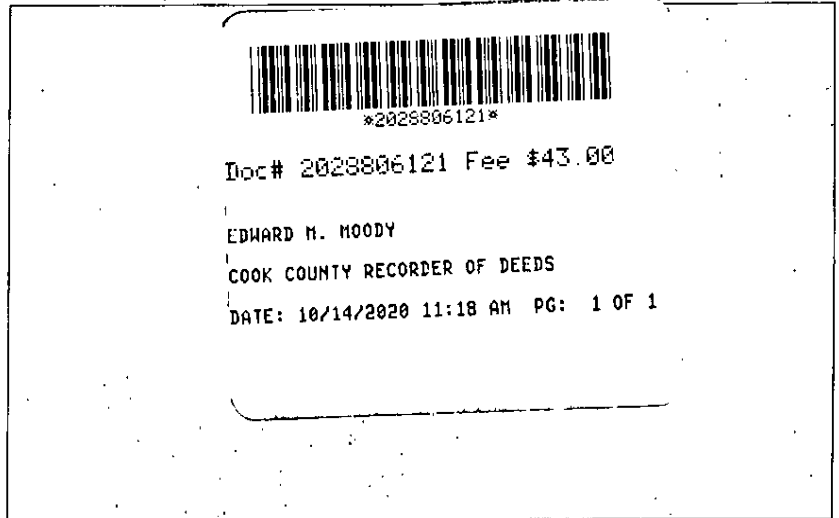 *2028806121*
Doc# 2028806121 Fee $43.00
EDWARD M. MOODY
COOK COUNTY RECORDER OF DEEDS
DATE: 10/14/2020 11:18 AM PG: 1 OF 1